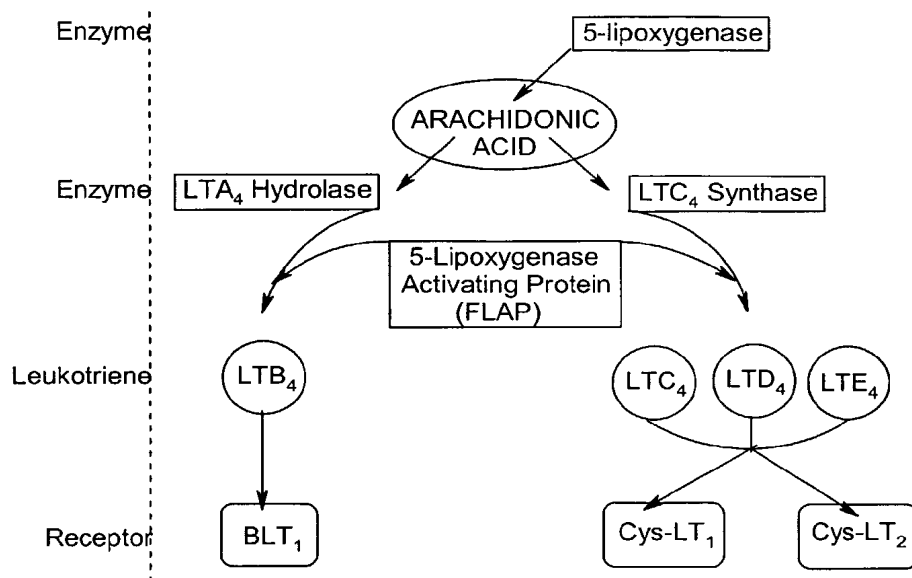 Enzyme
5-lipoxygenase
ARACHIDONIC
ACID
Enzyme
LTA₄ Hydrolase
LTC₄ Synthase
5-Lipoxygenase
Activating Protein
(FLAP)
Leukotriene
LTB₄
LTC₄
LTD₄
LTE₄
Receptor
BLT₁
Cys-LT₁
Cys-LT₂